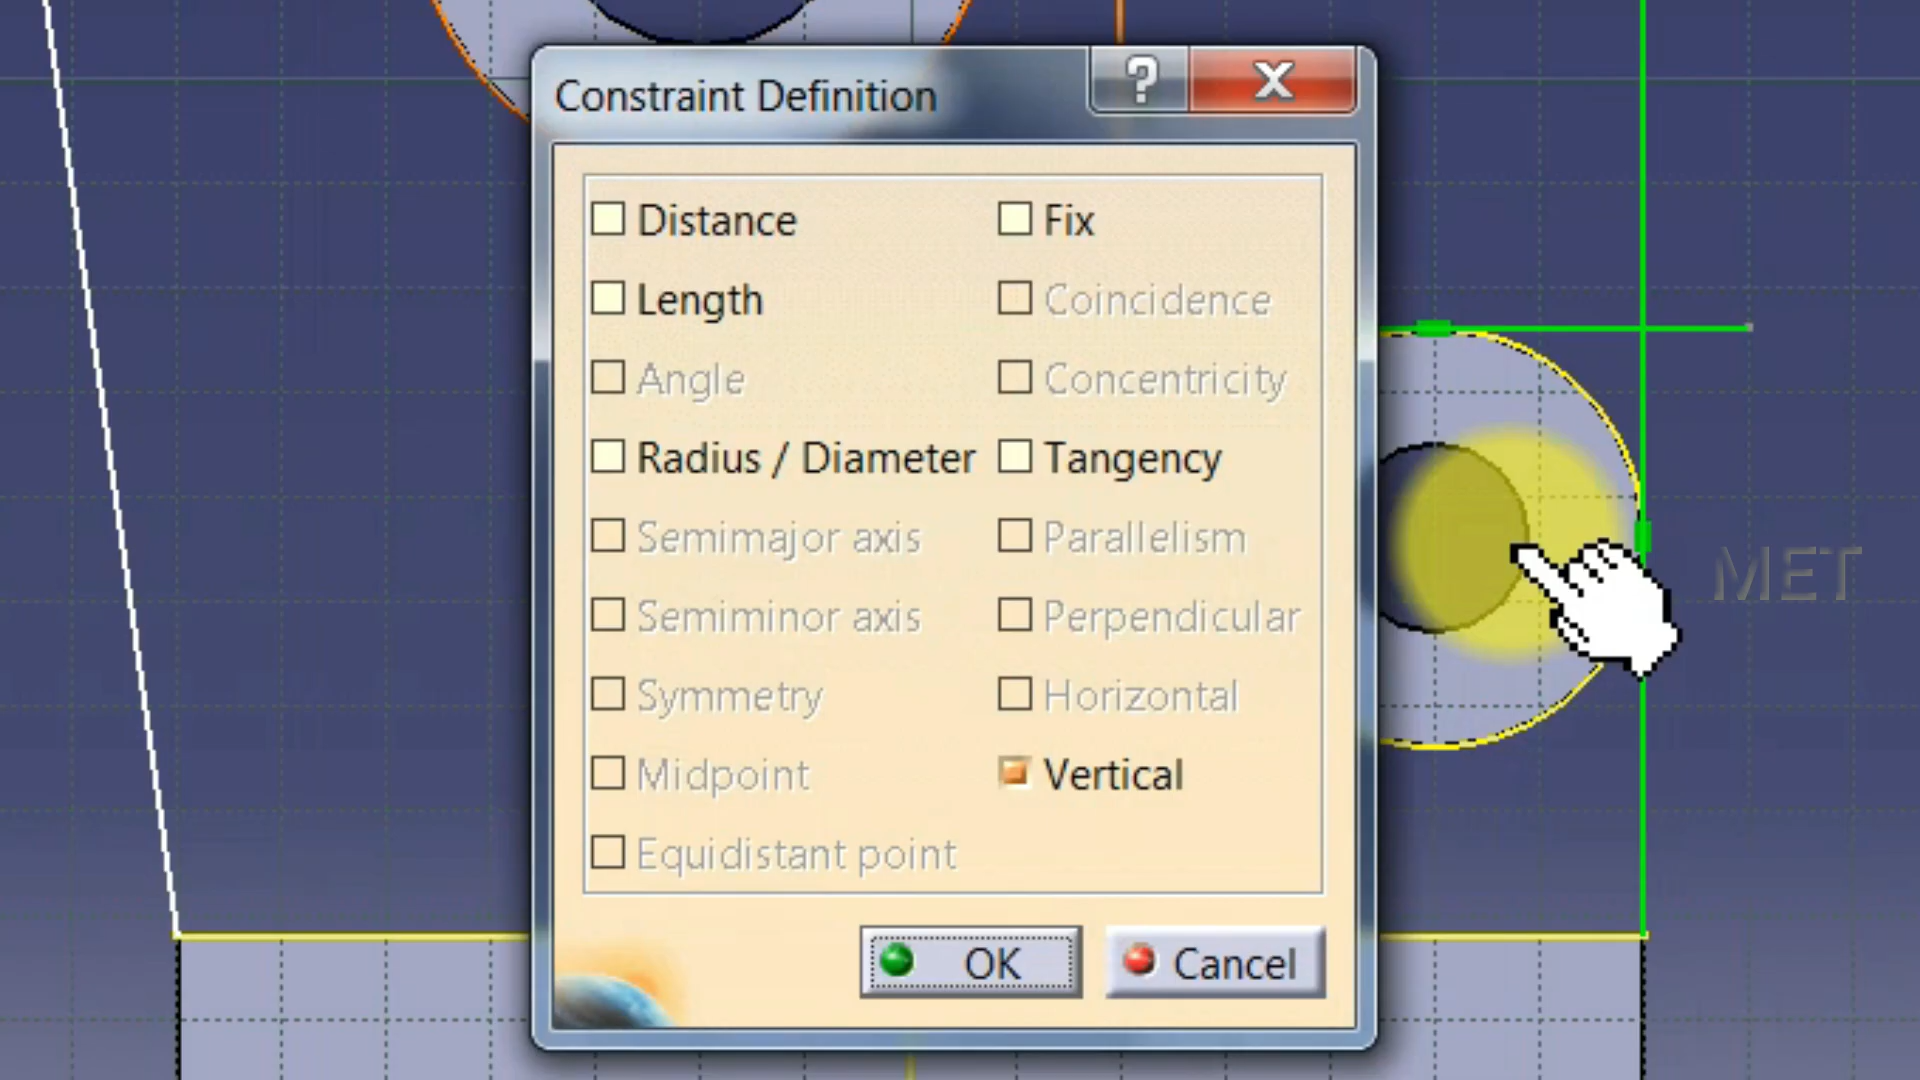 Constraint Definition
?
X
Distance
Fix
Length
Coincidence
Angle
Concentricity
Radius / Diameter
Tangency
Semimajor axis
Parallelism
Semiminor axis
Perpendicular
Symmetry
Horizontal
Midpoint
Vertical
Equidistant point
OK
Cancel
MET